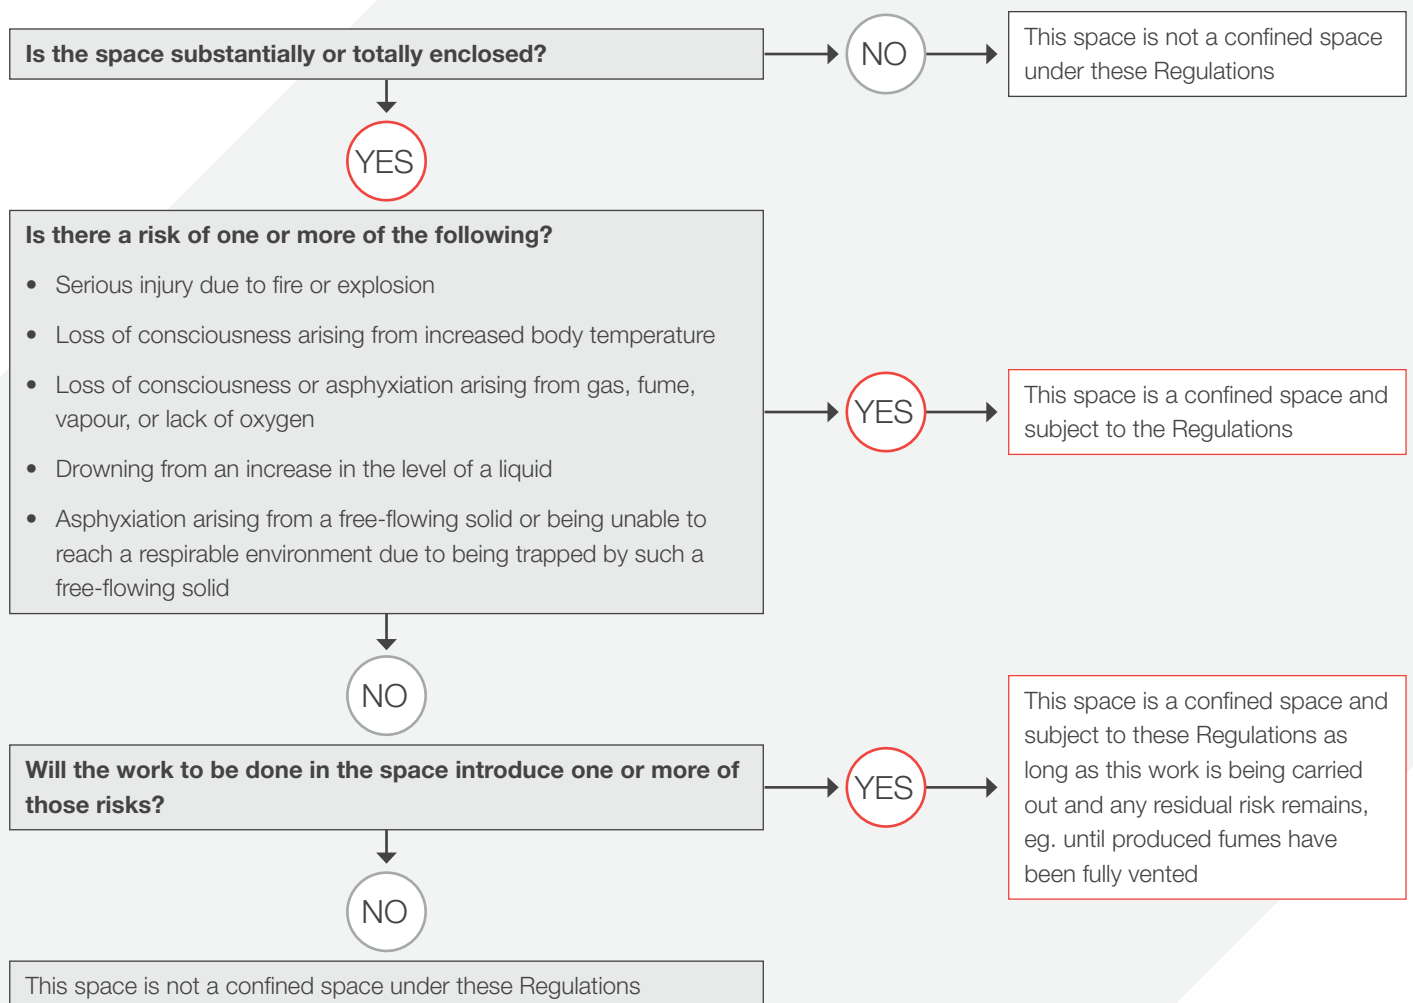 Is the space substantially or totally enclosed?
NO
This space is not a confined space
under these Regulations
YES
Is there a risk of one or more of the following?
• Serious injury due to fire or explosion
• Loss of consciousness arising from increased body temperature
• Loss of consciousness or asphyxiation arising from gas, fume,
vapour, or lack of oxygen
• Drowning from an increase in the level of a liquid
• Asphyxiation arising from a free-flowing solid or being unable to
reach a respirable environment due to being trapped by such a
free-flowing solid
YES
This space is a confined space and
subject to the Regulations
NO
Will the work to be done in the space introduce one or more of
those risks?
YES
This space is a confined space and
subject to these Regulations as
long as this work is being carried
out and any residual risk remains,
eg. until produced fumes have
been fully vented
NO
This space is not a confined space under these Regulations